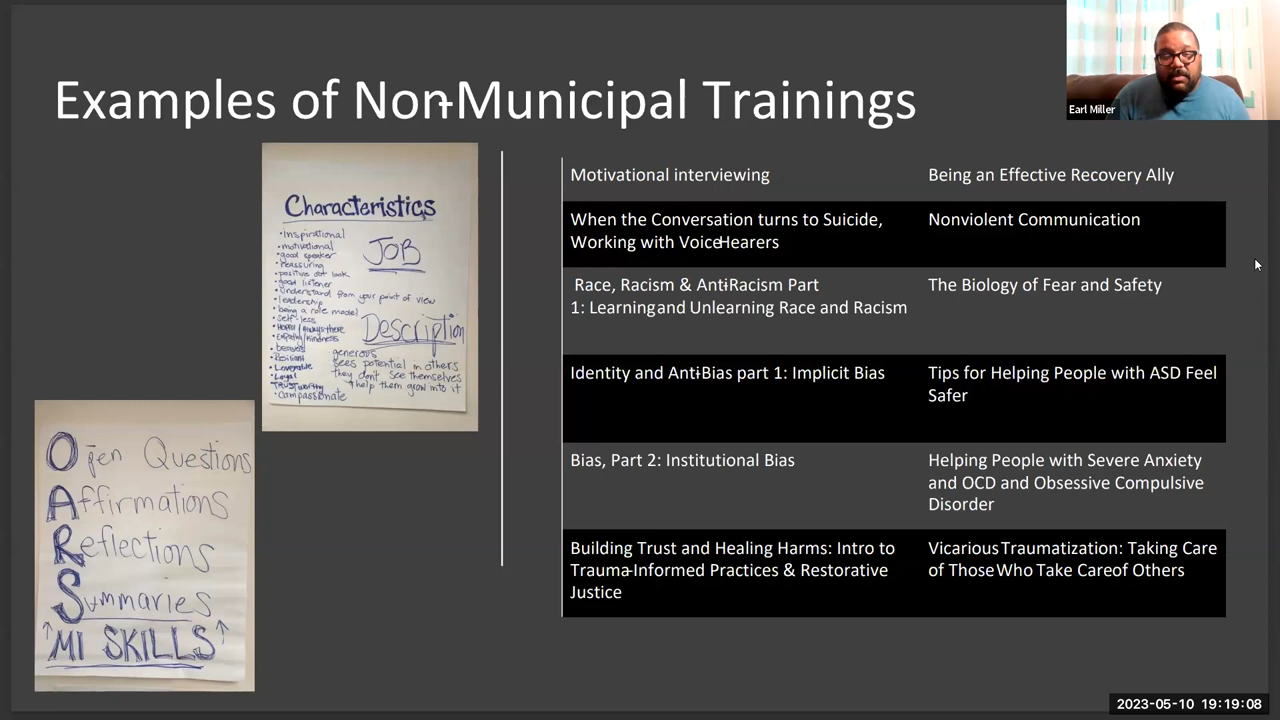 Examples of Non-Municipal Trainings
Earl Miller
Characteristics
•Inspirational
•motivational
•good speaker
•Reassuring
•positive out look
•good listener
•understand from your point of view
•leadership
•being a role model
•self-less
•Helpful/always there
•Empathy/kindness
•Resilient
•Loyal
•Trustworthy
•Compassionate
JOB
Description
generous
sees potential in others
they don't see themselves
+ help them grow into it
Open Questions
Affirmations
Reflections
Summaries
↑MI SKILLS↑
Motivational interviewing
Being an Effective Recovery Ally
When the Conversation turns to Suicide,
Working with Voice-Hearers
Nonviolent Communication
Race, Racism & Anti-Racism Part
1: Learning and Unlearning Race and Racism
The Biology of Fear and Safety
Identity and Anti-Bias part 1: Implicit Bias
Tips for Helping People with ASD Feel
Safer
Bias, Part 2: Institutional Bias
Helping People with Severe Anxiety
and OCD and Obsessive Compulsive
Disorder
Building Trust and Healing Harms: Intro to
Trauma-Informed Practices & Restorative
Justice
Vicarious Traumatization: Taking Care
of Those Who Take Care of Others
2023-05-10 19:19:08